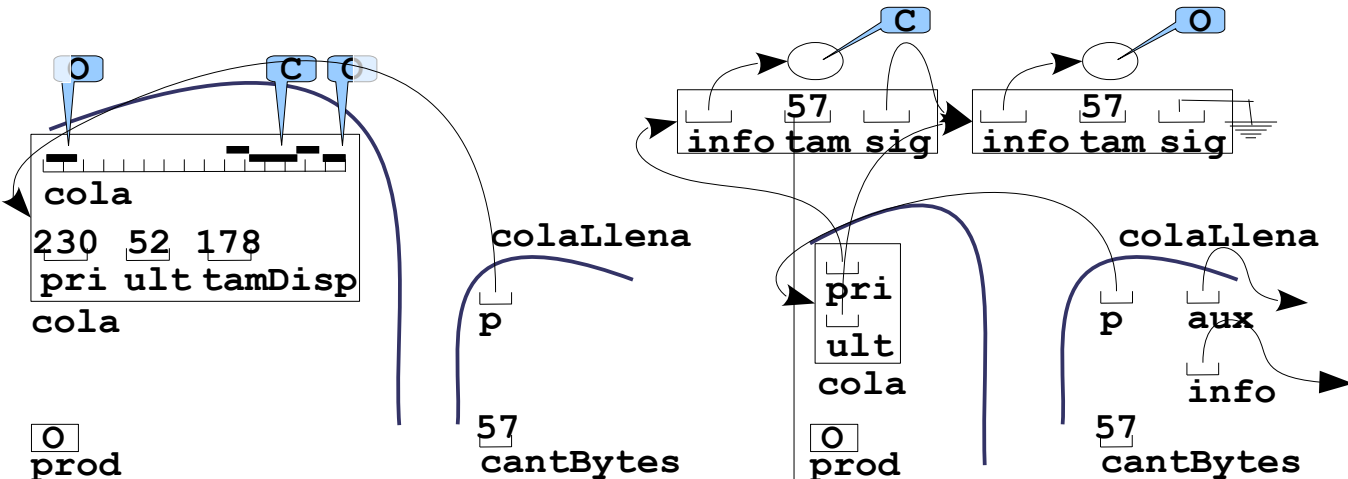 O C O
cola
230 52 178
pri ult tamDisp
cola
colaLlena
p
O
prod
57
cantBytes
C O
57 57
info tam sig info tam sig
colaLlena
pri
p aux
ult
cola
info
O
prod
57
cantBytes